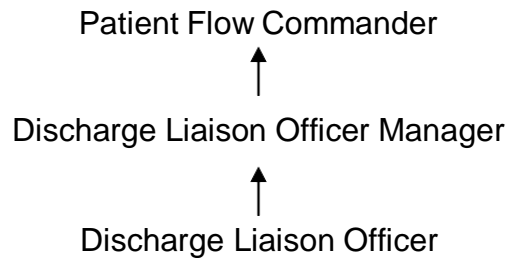 Patient Flow Commander
Discharge Liaison Officer Manager
Discharge Liaison Officer